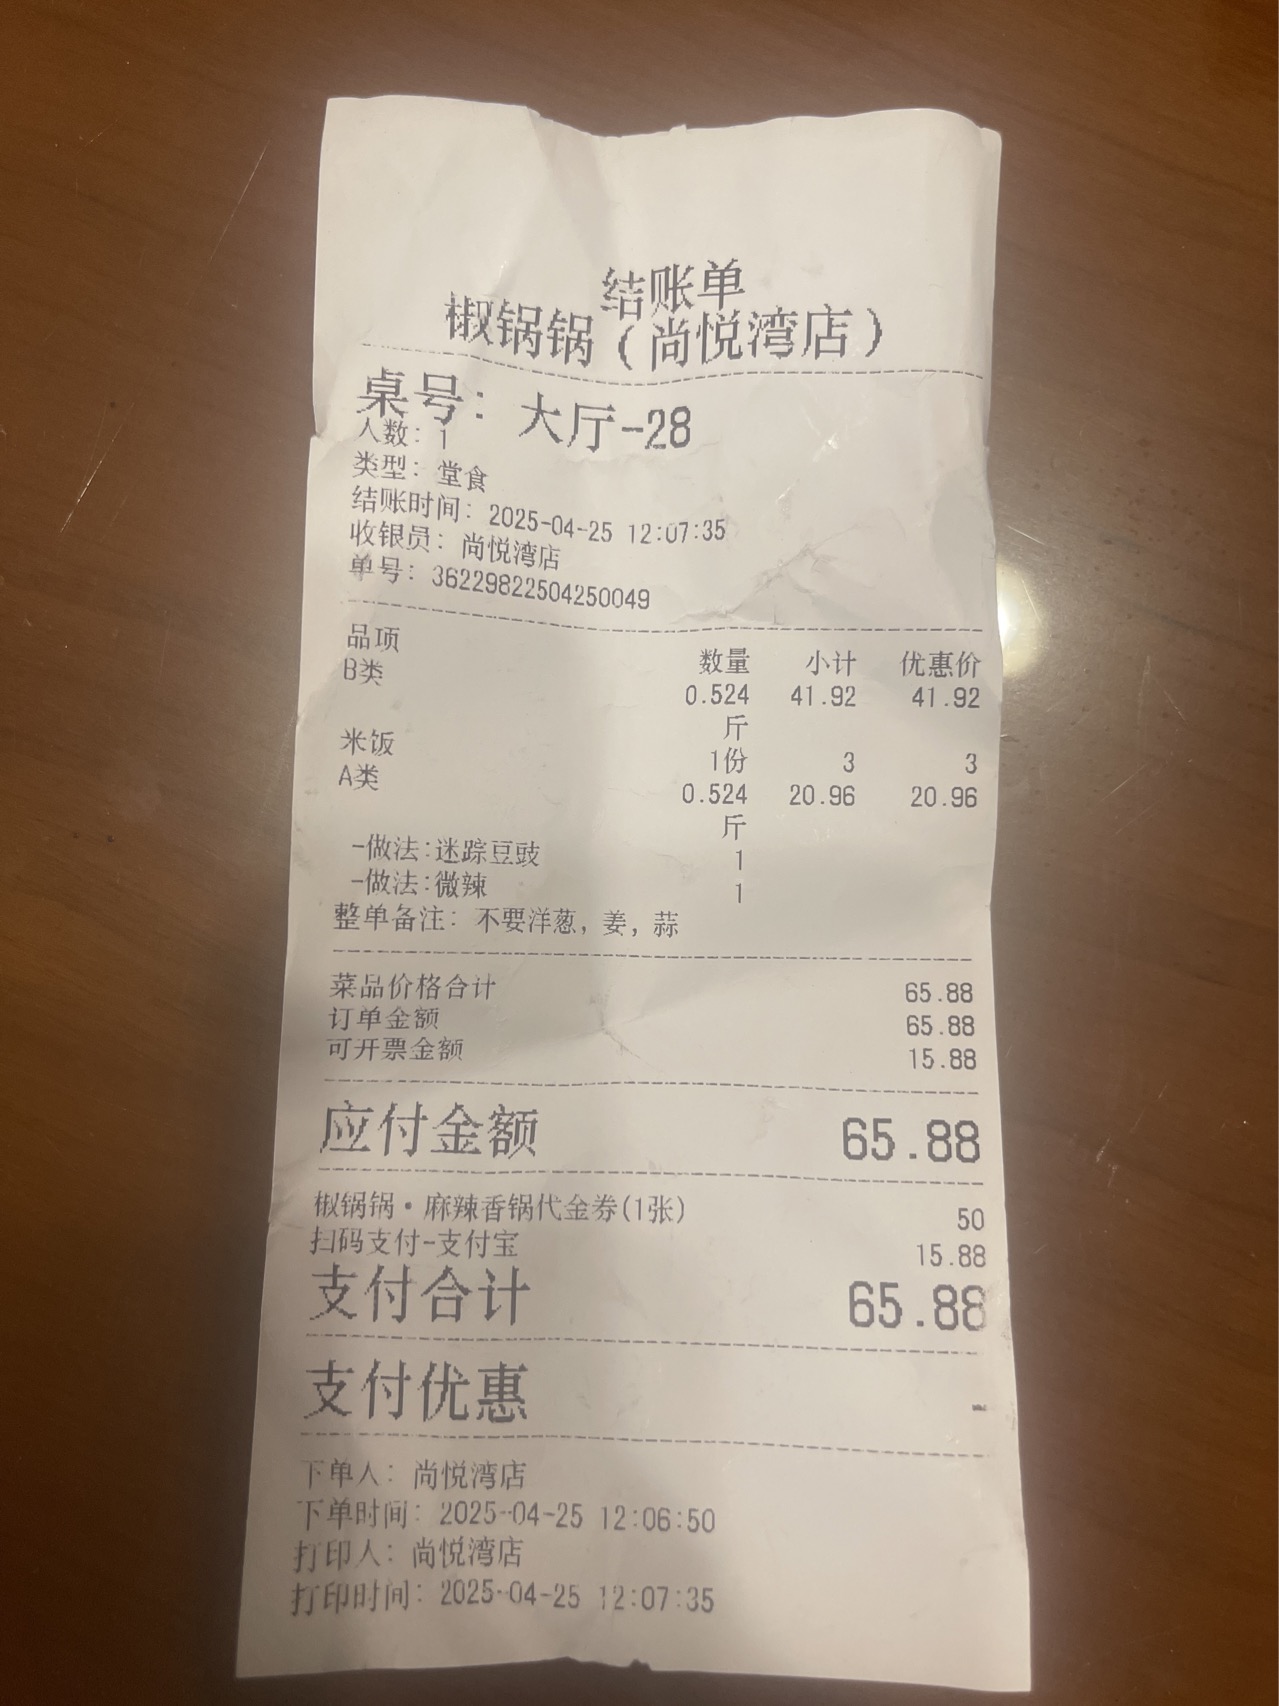 结账单
椒锅锅（尚悦湾店）
桌号：大厅-28
人数：1
类型：堂食
结账时间：2025-04-25 12:07:35
收银员：尚悦湾店
单号：36229822504250049
品项 数量 小计 优惠价
B类 0.524 41.92 41.92
斤
米饭 1份 3 3
A类 0.524 20.96 20.96
斤
-做法:迷踪豆豉 1
-做法:微辣 1
整单备注：不要洋葱，姜，蒜
菜品价格合计 65.88
订单金额 65.88
可开票金额 15.88
应付金额 65.88
椒锅锅·麻辣香锅代金券(1张) 50
扫码支付-支付宝 15.88
支付合计 65.88
支付优惠 -
下单人：尚悦湾店
下单时间：2025-04-25 12:06:50
打印人：尚悦湾店
打印时间：2025-04-25 12:07:35